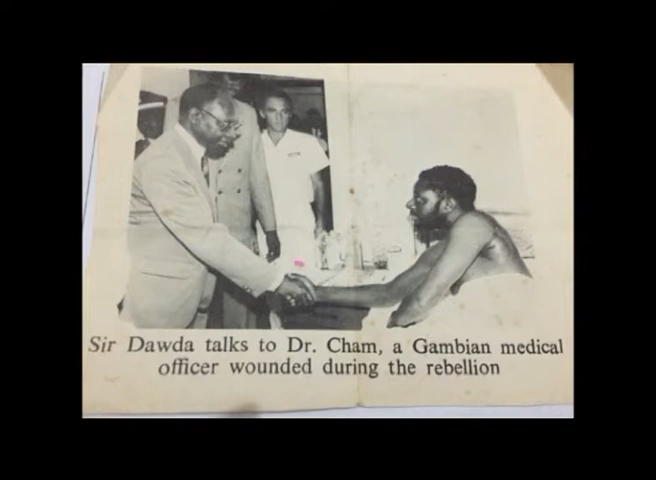 Sir Dawda talks to Dr. Cham, a Gambian medical
officer wounded during the rebellion